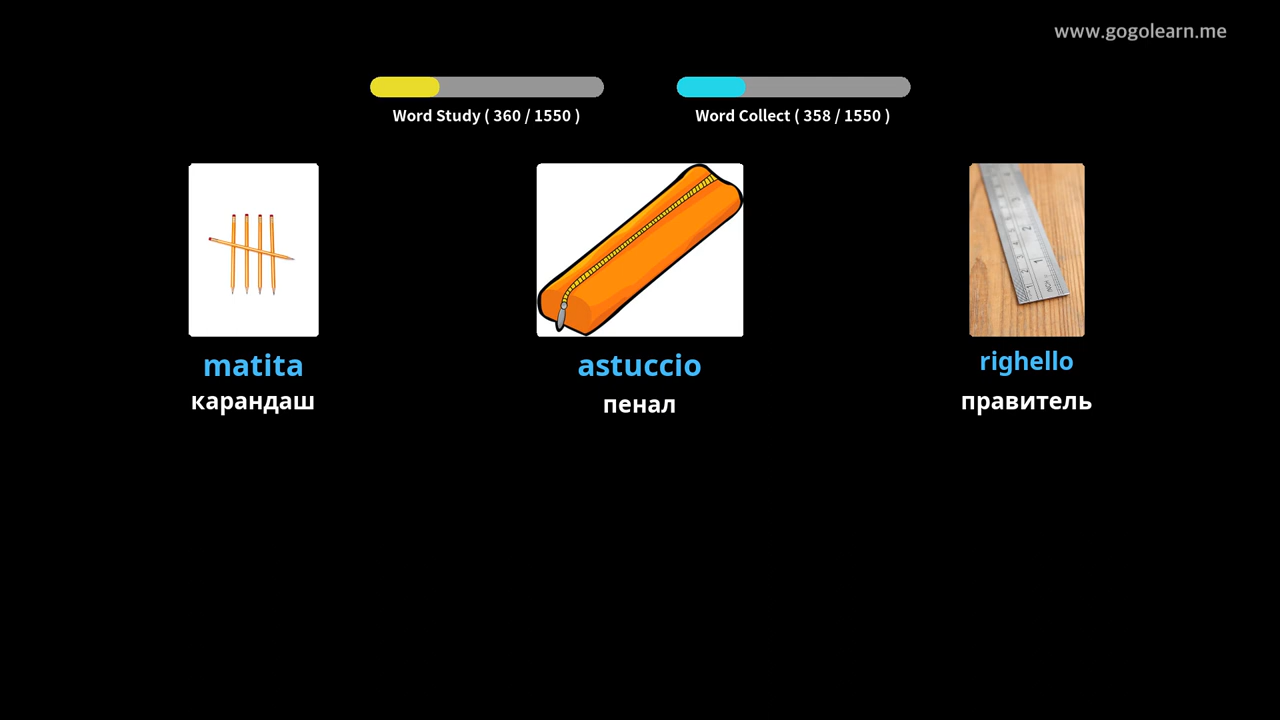 www.gogolearn.me
Word Study ( 360 / 1550 )
Word Collect ( 358 / 1550 )
matita
карандаш
astuccio
пенал
righello
правитель